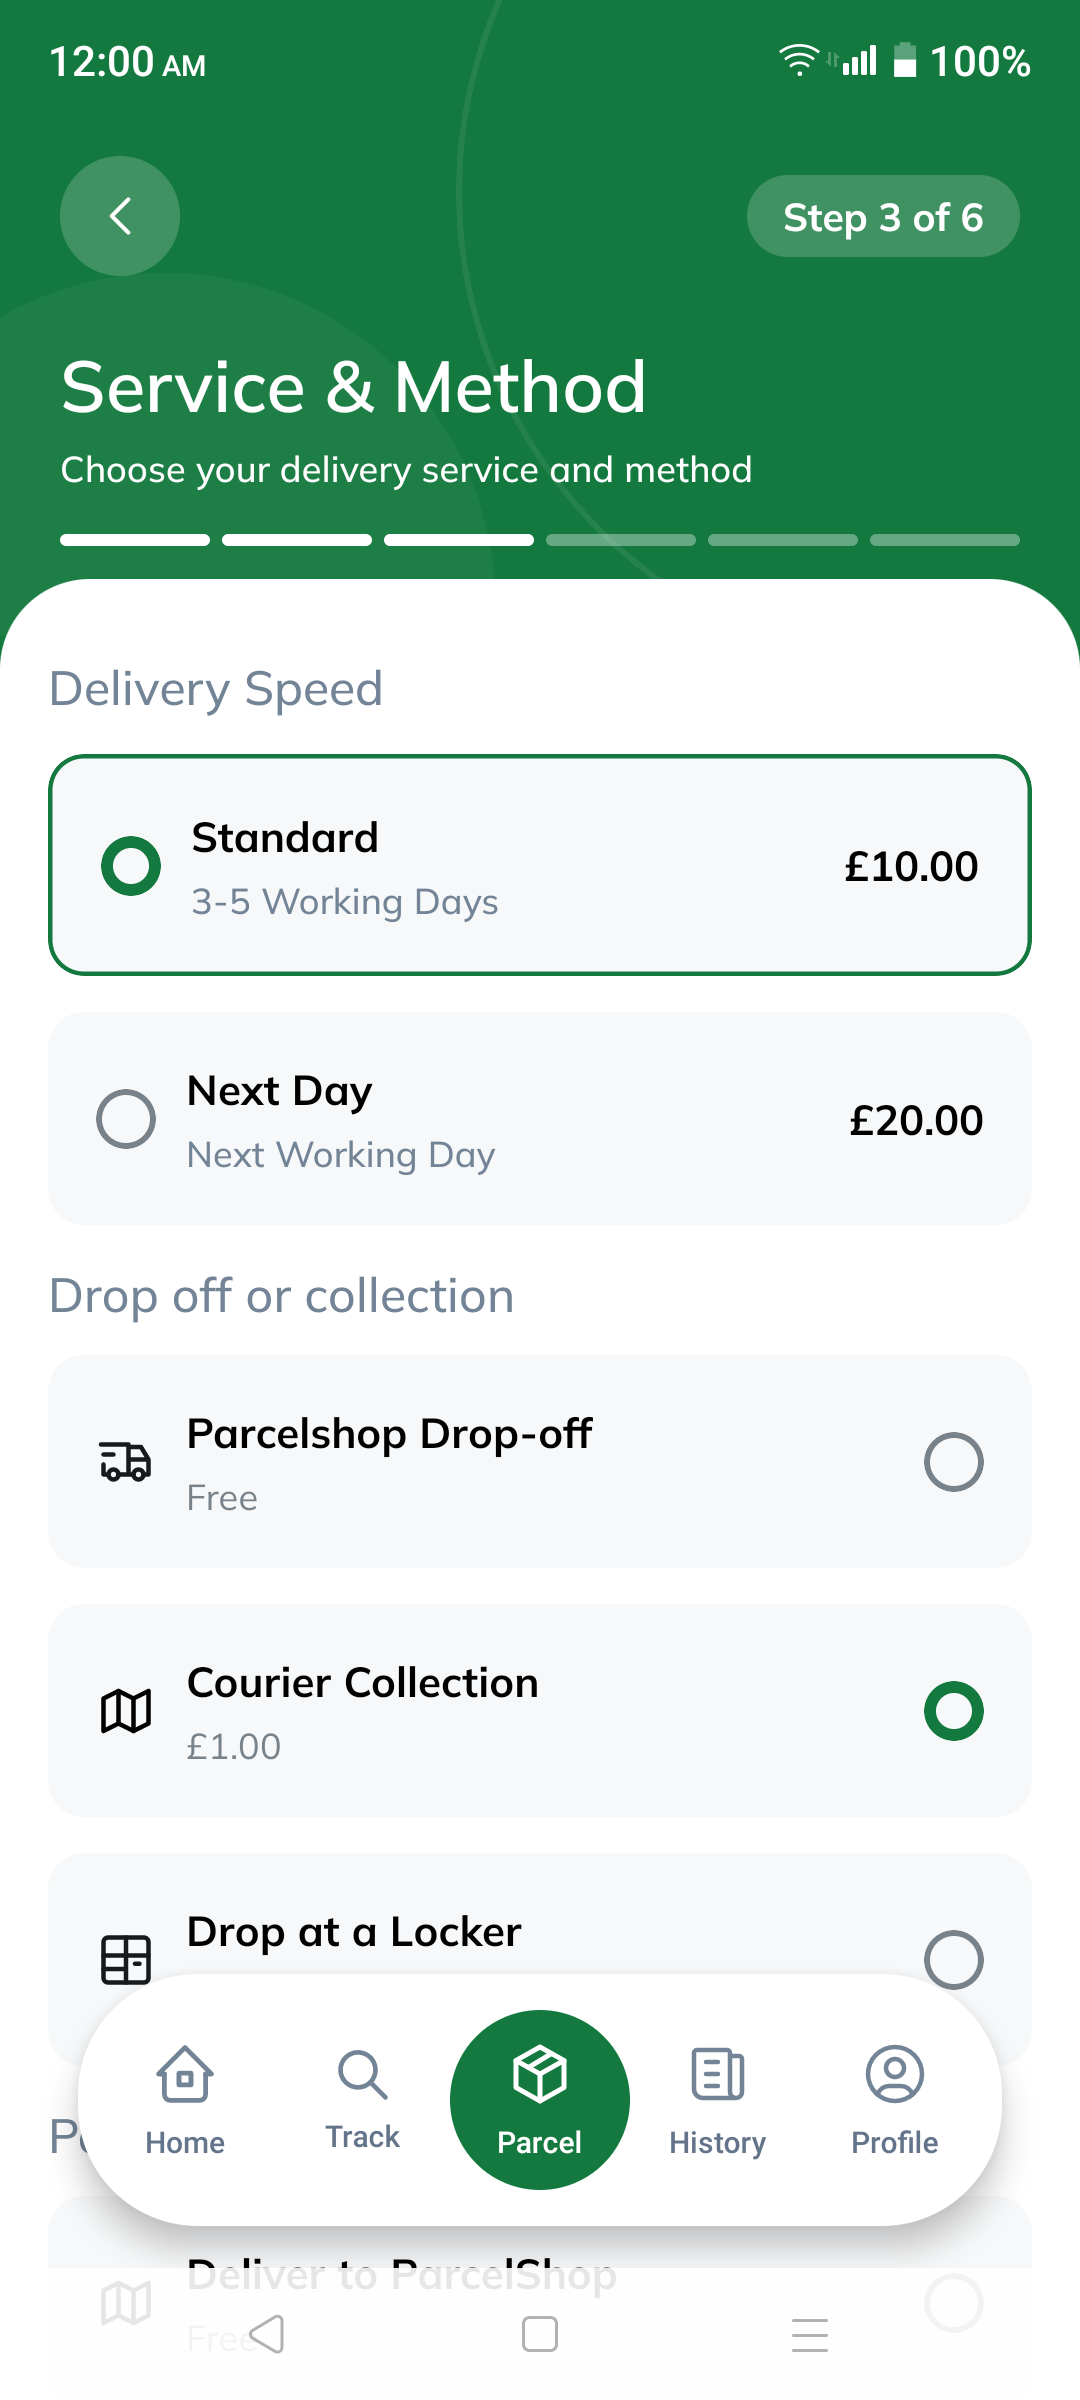 12:00 AM
100%
Step 3 of 6
Service & Method
Choose your delivery service and method
Delivery Speed
Standard
3-5 Working Days
£10.00
Next Day
Next Working Day
£20.00
Drop off or collection
Parcelshop Drop-off
Free
Courier Collection
£1.00
Drop at a Locker
Home
Track
Parcel
History
Profile
Deliver to ParcelShop
Free